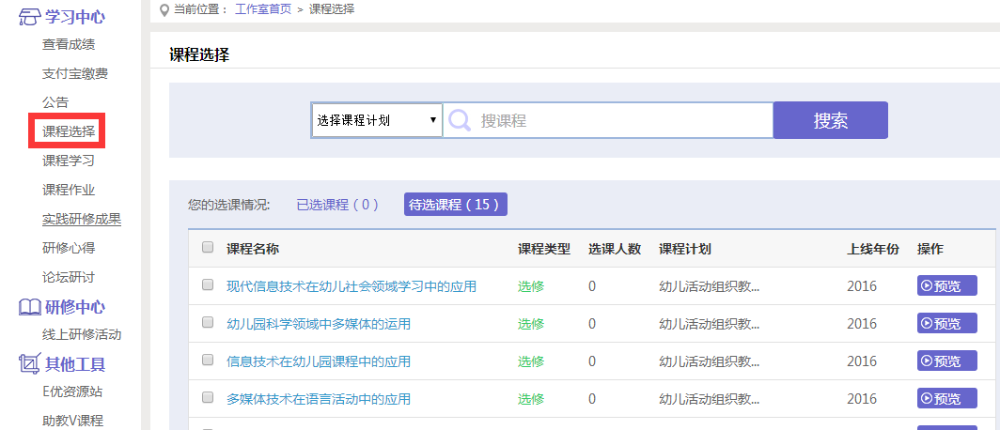 学习中心
查看成绩
支付宝缴费
公告
课程选择
课程学习
课程作业
实践研修成果
研修心得
论坛研讨
研修中心
线上研修活动
其他工具
E优资源站
助教V课程
当前位置： 工作室首页 > 课程选择
课程选择
选择课程计划 搜课程 搜索
您的选课情况: 已选课程（0） 待选课程（15）
课程名称 课程类型 选课人数 课程计划 上线年份 操作
现代信息技术在幼儿社会领域学习中的应用 选修 0 幼儿活动组织教... 2016 预览
幼儿园科学领域中多媒体的运用 选修 0 幼儿活动组织教... 2016 预览
信息技术在幼儿园课程中的应用 选修 0 幼儿活动组织教... 2016 预览
多媒体技术在语言活动中的应用 选修 0 幼儿活动组织教... 2016 预览